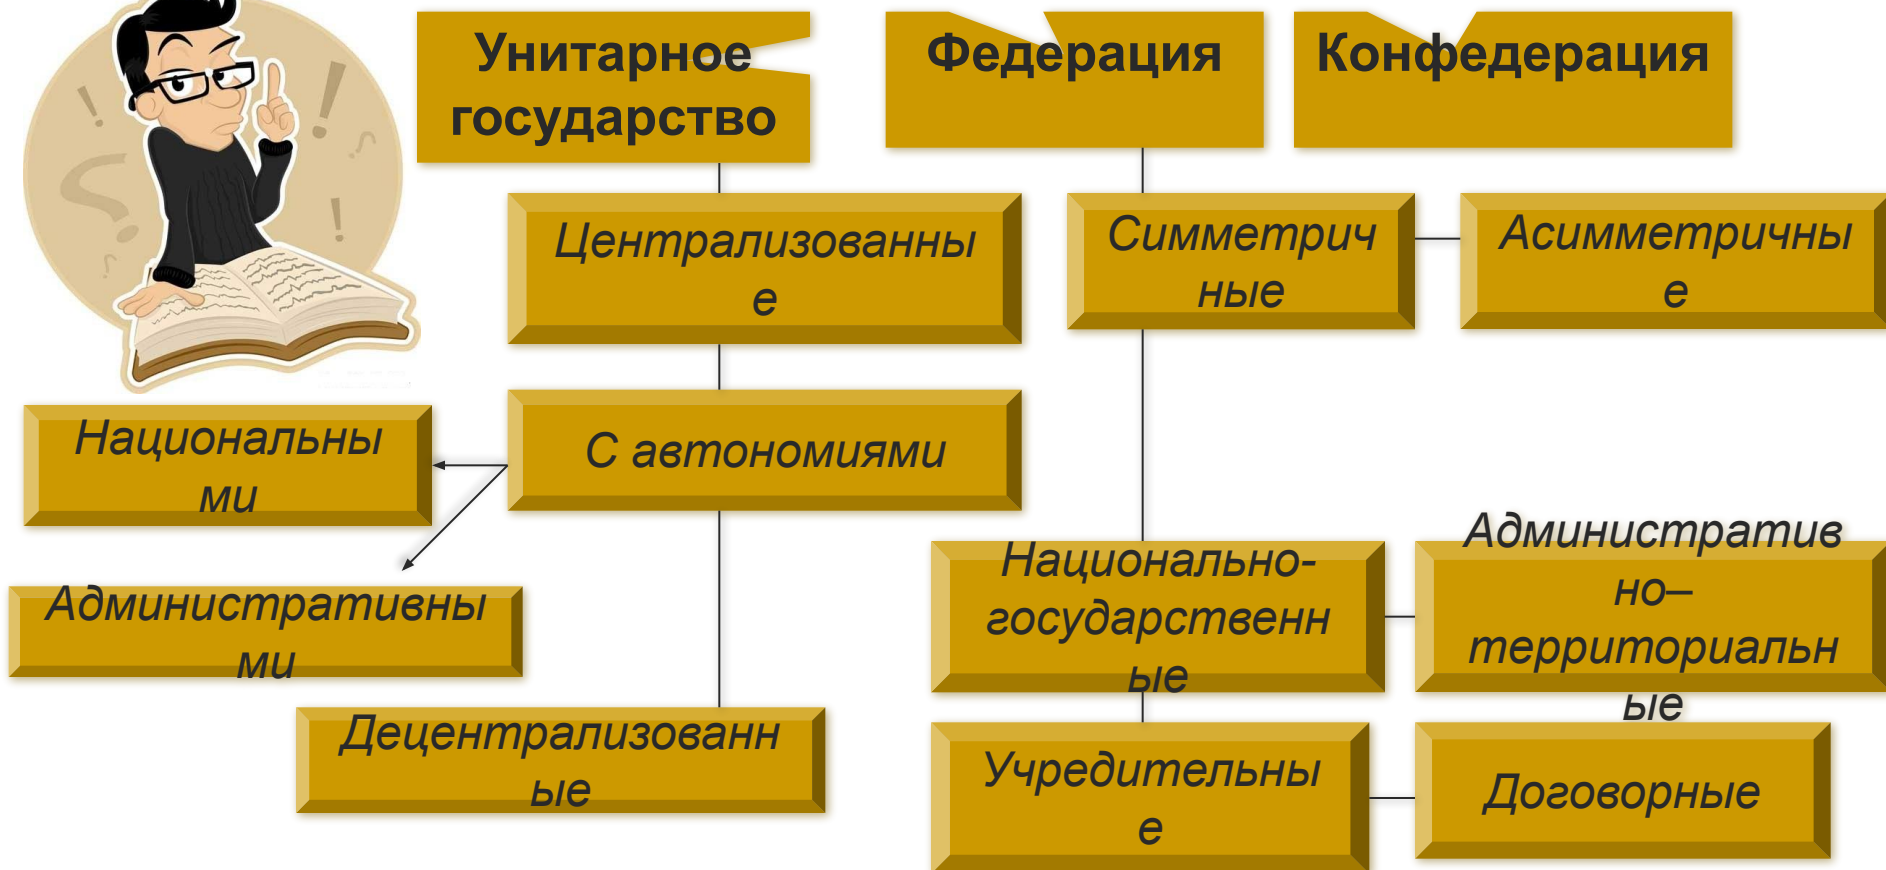 Унитарное
государство
Федерация
Конфедерация
Централизованны
е
Симметрич
ные
Асимметричны
е
Национальны
ми
С автономиями
Административны
ми
Национально-
государственн
ые
Административ
но–
территориальн
ые
Децентрализованн
ые
Учредительны
е
Договорные